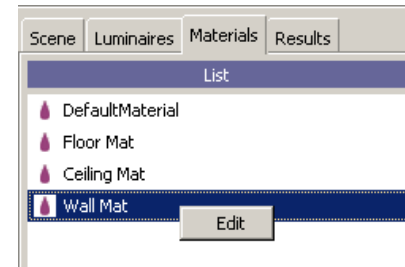 Scene Luminaires Materials Results
List
DefaultMaterial
Floor Mat
Ceiling Mat
Wall Mat
Edit